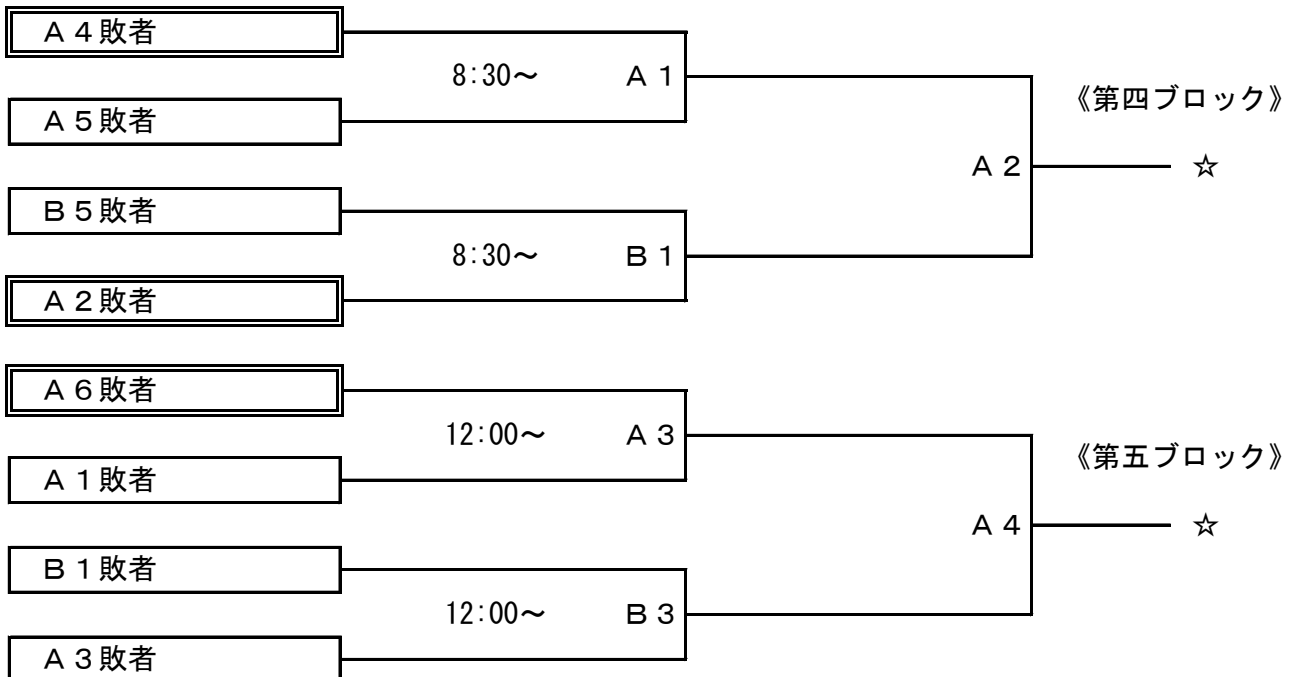 Ａ４敗者
8:30～
Ａ１
《第四ブロック》
Ａ５敗者
Ａ２
☆
Ｂ５敗者
8:30～
Ｂ１
Ａ２敗者
Ａ６敗者
12:00～
Ａ３
《第五ブロック》
Ａ１敗者
Ａ４
☆
Ｂ１敗者
12:00～
Ｂ３
Ａ３敗者